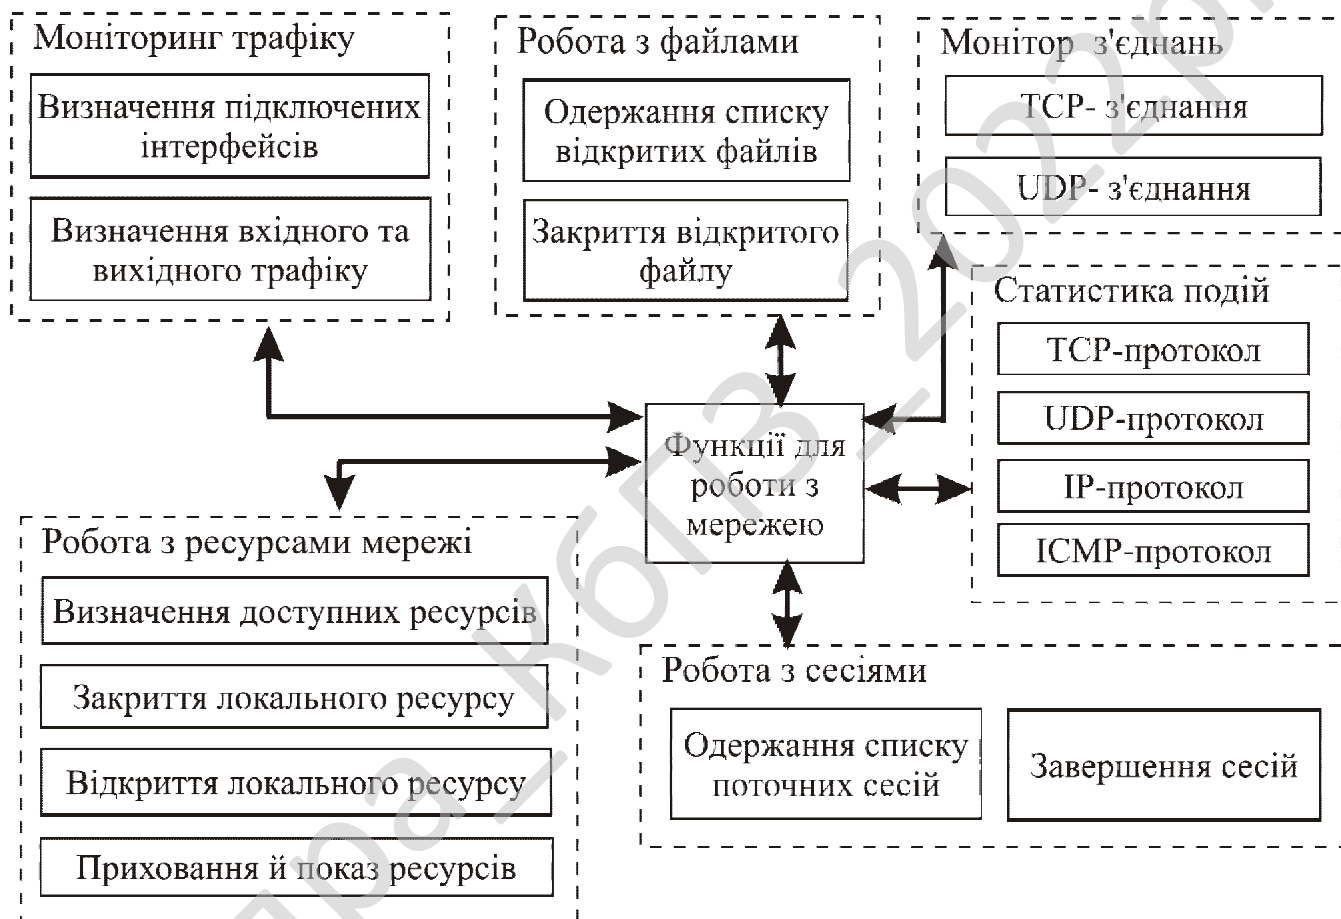 Моніторинг трафіку
Визначення підключених
інтерфейсів
Визначення вхідного та
вихідного трафіку
Робота з файлами
Одержання списку
відкритих файлів
Закриття відкритого
файлу
Монітор з'єднань
TCP- з'єднання
UDP- з'єднання
Статистика подій
TCP-протокол
UDP-протокол
IP-протокол
ICMP-протокол
Функції для
роботи з
мережею
Робота з ресурсами мережі
Визначення доступних ресурсів
Закриття локального ресурсу
Відкриття локального ресурсу
Приховання й показ ресурсів
Робота з сесіями
Одержання списку
поточних сесій
Завершення сесій